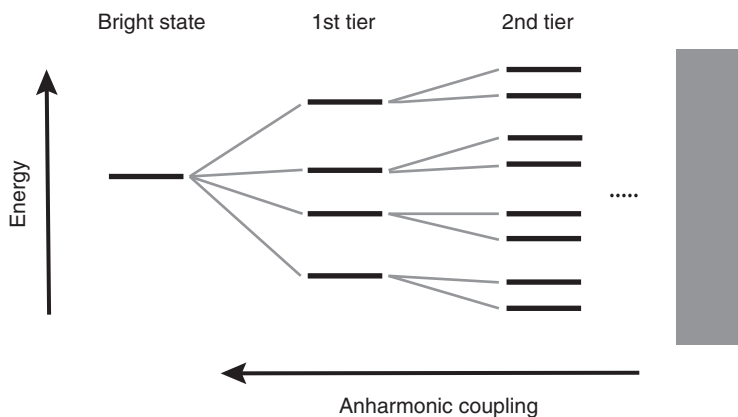 Bright state
1st tier
2nd tier
Energy
.....
Anharmonic coupling